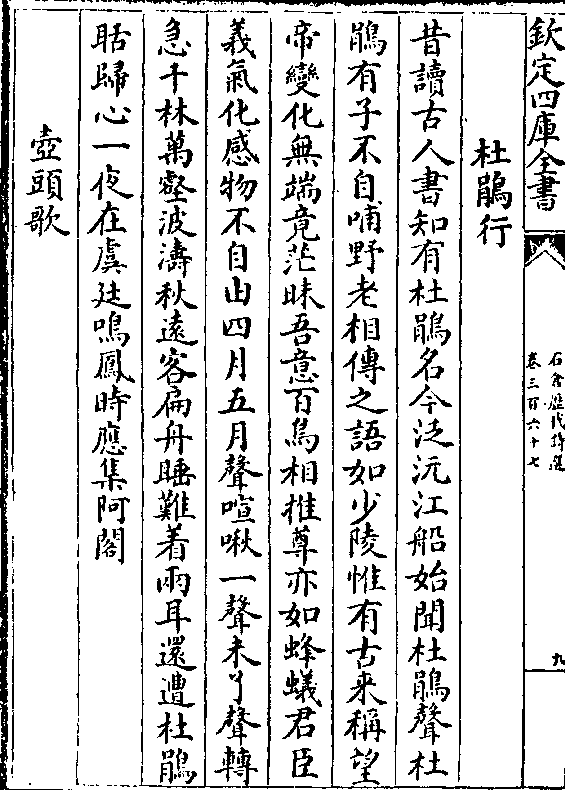 欽定四庫全書
石倉歷代詩選
卷三百六十七
九
杜鵑行
昔讀古人書知有杜鵑名今泛沅江船始聞杜鵑聲杜
鵑有子不自哺野老相傳之語如少陵惟有古来稱望
帝變化無端竟茫昧吾意百鳥相推尊亦如蜂蟻君臣
義氣化感物不自由四月五月聲喧啾一聲未了聲轉
急千林萬壑波濤秋遠客扁舟睡難着兩耳還遭杜鵑
聒歸心一夜在虞廷鳴鳳時應集阿閣
壺頭歌